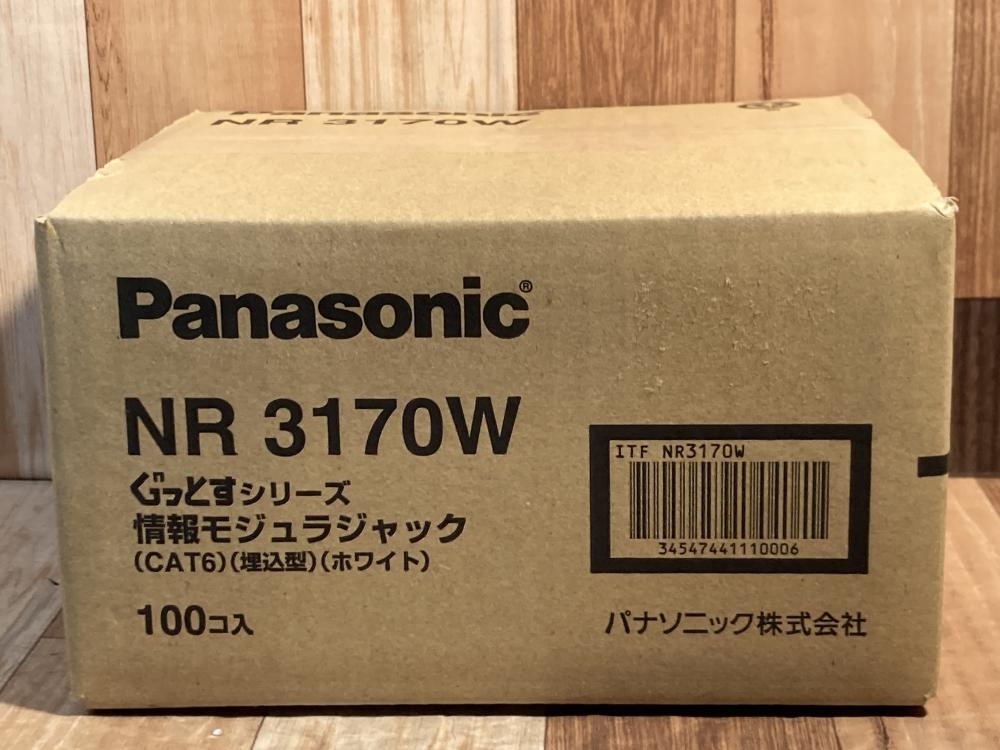 Panasonic
NR 3170W
Panasonic®
NR 3170W
ぐっとすシリーズ
情報モジュラジャック
(CAT6)(埋込型)(ホワイト)
100コ入
ITF NR3170W
34547441110006
パナソニック株式会社